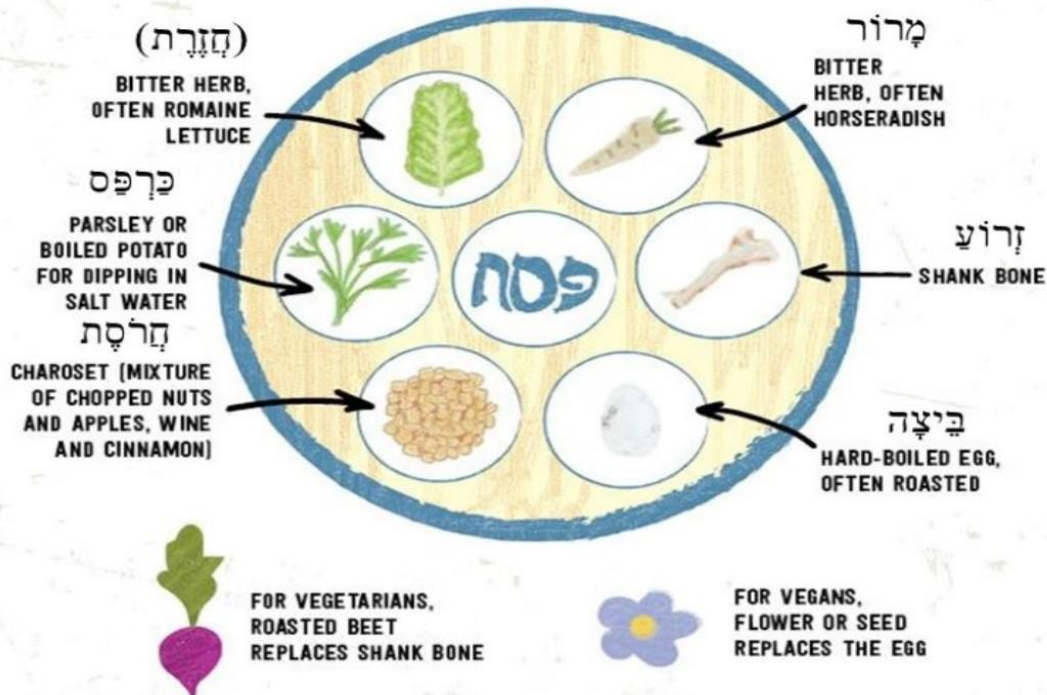 (חֲזֶרֶת)
BITTER HERB,
OFTEN ROMAINE
LETTUCE
מָרוֹר
BITTER
HERB, OFTEN
HORSERADISH
כַּרְפַּס
PARSLEY OR
BOILED POTATO
FOR DIPPING IN
SALT WATER
פסח
זְרוֹעַ
SHANK BONE
חֲרֹסֶת
CHAROSET (MIXTURE
OF CHOPPED NUTS
AND APPLES, WINE
AND CINNAMON)
בֵּיצָה
HARD-BOILED EGG,
OFTEN ROASTED
FOR VEGETARIANS,
ROASTED BEET
REPLACES SHANK BONE
FOR VEGANS,
FLOWER OR SEED
REPLACES THE EGG